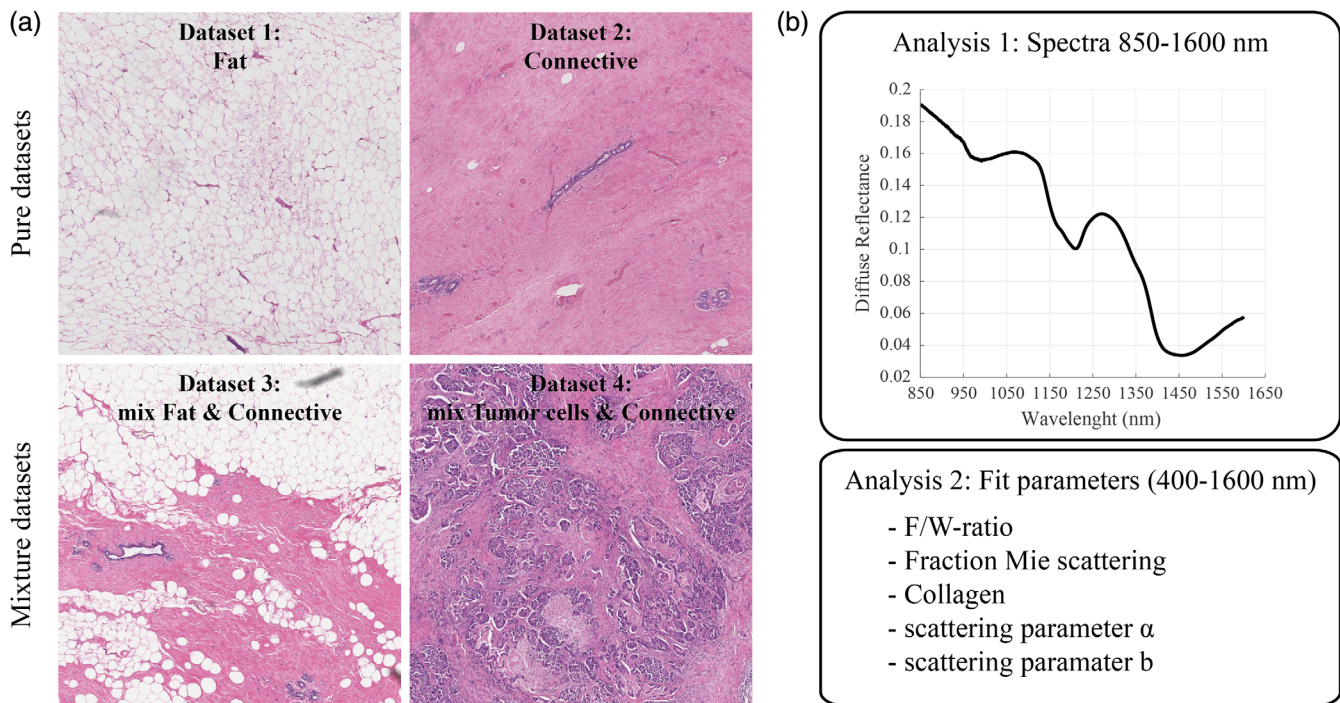 (a)
Pure datasets
Dataset 1:
Fat
Dataset 2:
Connective
Mixture datasets
Dataset 3:
mix Fat & Connective
Dataset 4:
mix Tumor cells & Connective
(b)
Analysis 1: Spectra 850-1600 nm
Diffuse Reflectance
0.2
0.18
0.16
0.14
0.12
0.1
0.08
0.06
0.04
0.02
850 950 1050 1150 1250 1350 1450 1550 1650
Wavelenght (nm)
Analysis 2: Fit parameters (400-1600 nm)
- F/W-ratio
- Fraction Mie scattering
- Collagen
- scattering parameter α
- scattering paramater b